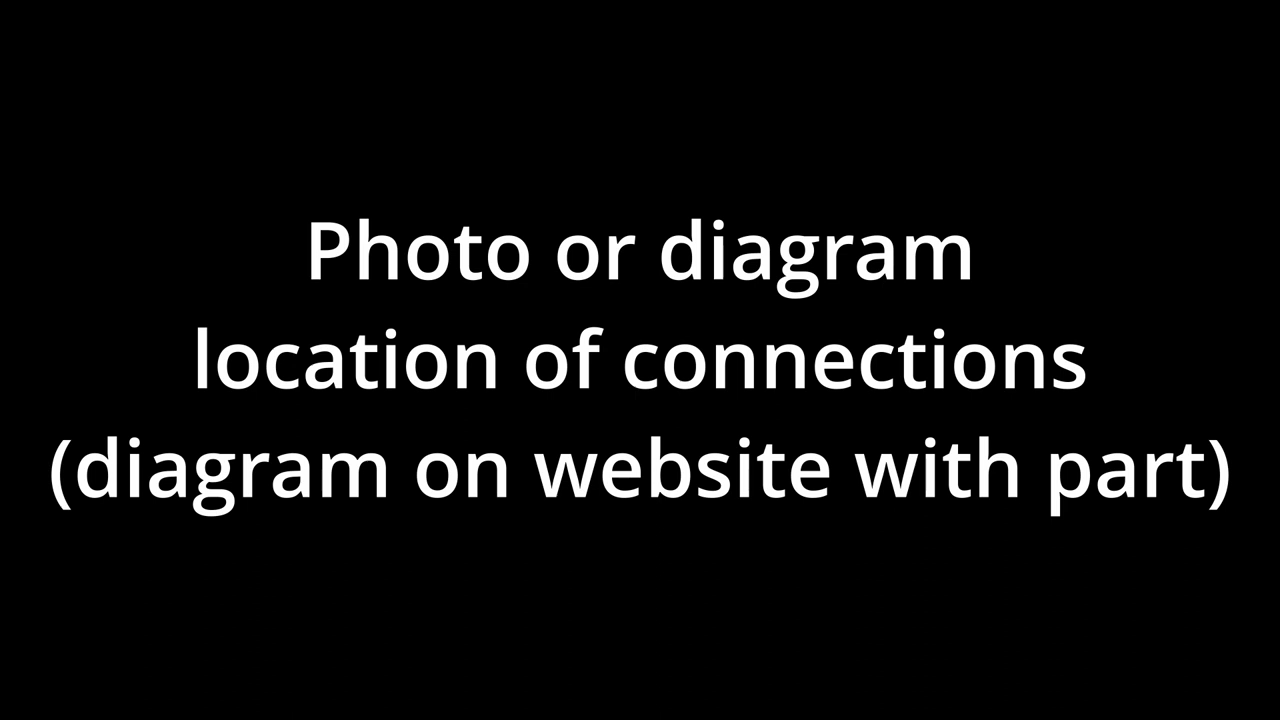 Photo or diagram
location of connections
(diagram on website with part)